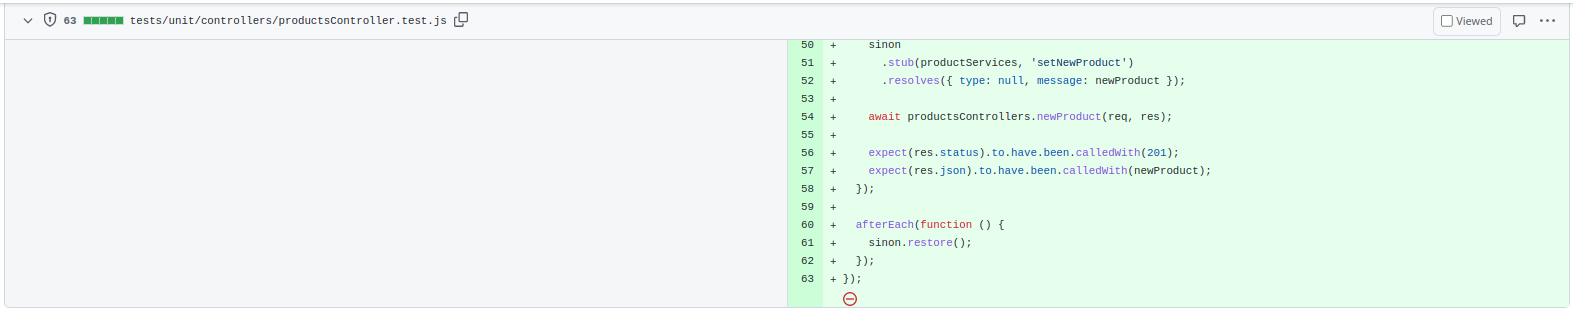 63 tests/unit/controllers/productsController.test.js Viewed
50 + sinon
51 + .stub(productServices, 'setNewProduct')
52 + .resolves({ type: null, message: newProduct });
53 +
54 + await productsControllers.newProduct(req, res);
55 +
56 + expect(res.status).to.have.been.calledWith(201);
57 + expect(res.json).to.have.been.calledWith(newProduct);
58 + });
59 +
60 + afterEach(function () {
61 + sinon.restore();
62 + });
63 + });